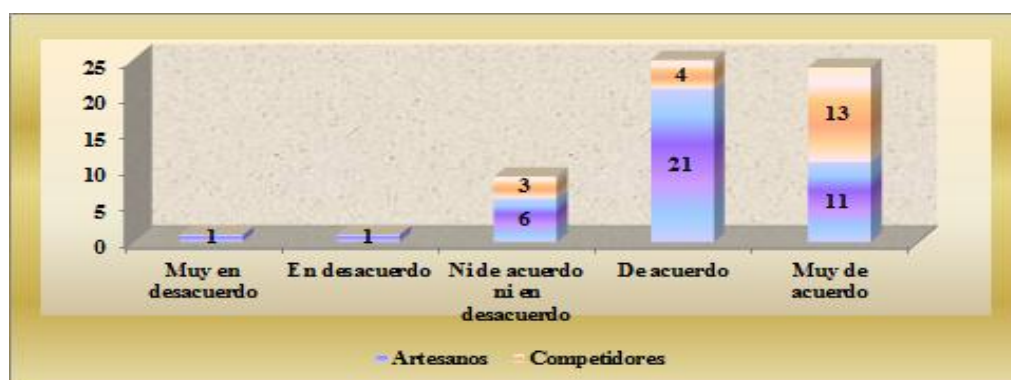 25
20
15
10
5
0
1
1
3
6
4
21
13
11
Muy en
desacuerdo
En desacuerdo
Ni de acuerdo
ni en
desacuerdo
De acuerdo
Muy de
acuerdo
Artesanos
Competidores